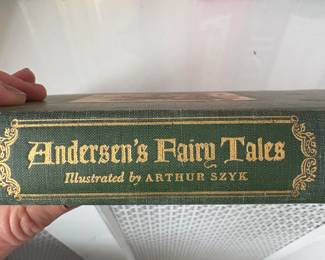 Andersen's Fairy Tales
Illustrated by ARTHUR SZYK